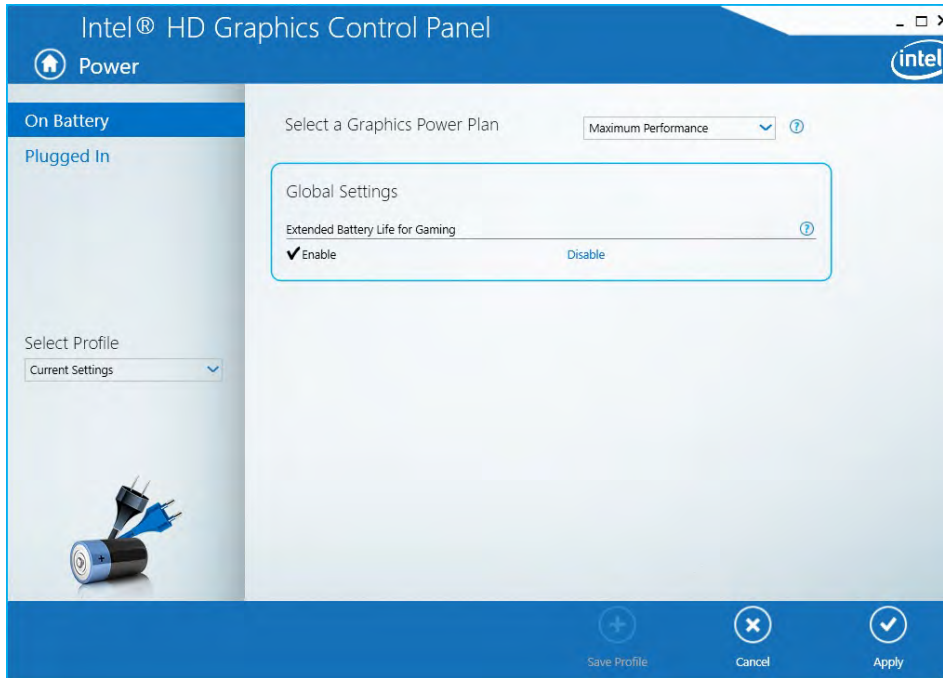 Intel® HD Graphics Control Panel
Power
intel
On Battery
Plugged In
Select a Graphics Power Plan
Maximum Performance
?
Global Settings
Extended Battery Life for Gaming
?
✔Enable
Disable
Select Profile
Current Settings
+
Save Profile
Cancel
Apply